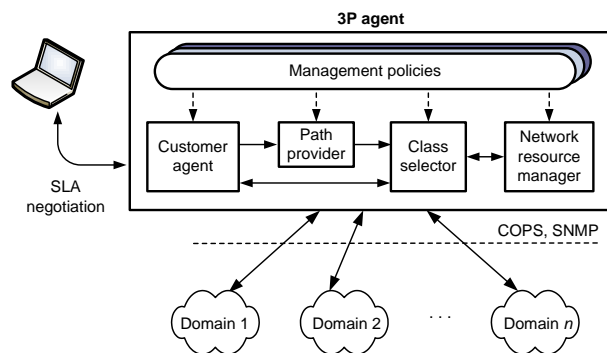 3P agent
Management policies
Customer
agent
Path
provider
Class
selector
Network
resource
manager
SLA
negotiation
COPS, SNMP
Domain 1
Domain 2
. . .
Domain n